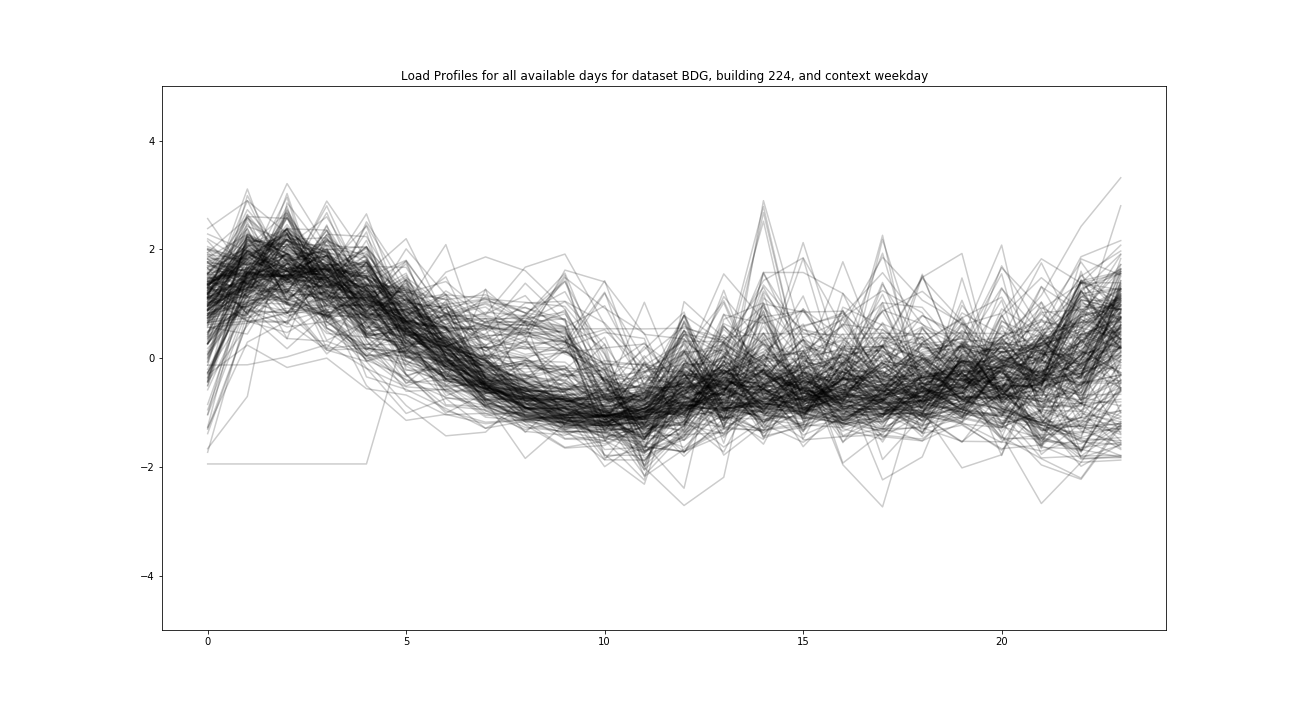 Load Profiles for all available days for dataset BDG, building 224, and context weekday
4
2
0
−2
−4
0 5 10 15 20